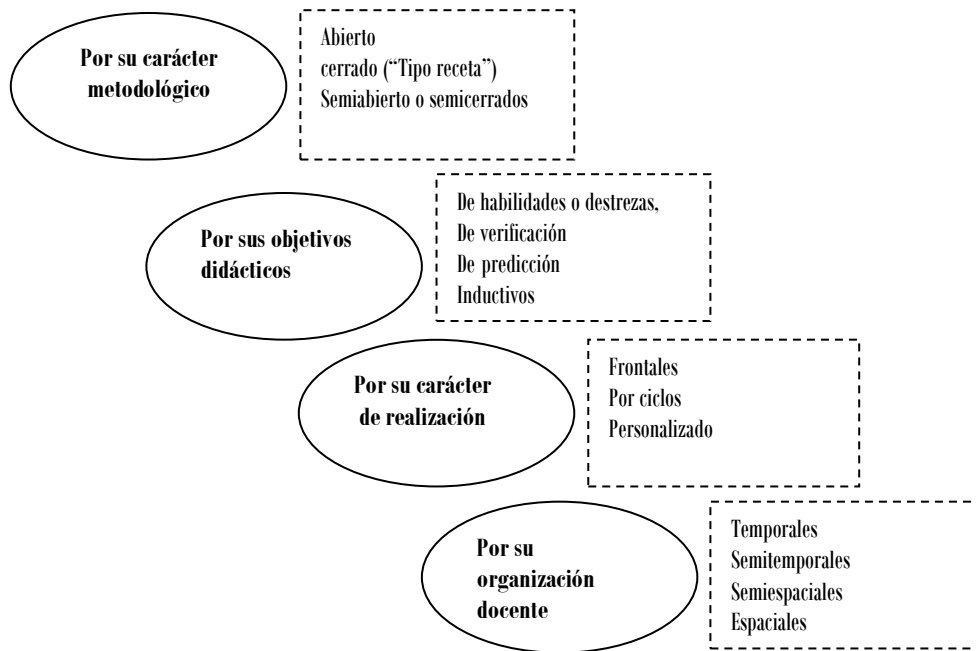 Por su carácter
metodológico
Abierto
cerrado (“Tipo receta”)
Semiabierto o semicerrados
Por sus objetivos
didácticos
De habilidades o destrezas,
De verificación
De predicción
Inductivos
Por su carácter
de realización
Frontales
Por ciclos
Personalizado
Por su
organización
docente
Temporales
Semitemporales
Semiespaciales
Espaciales